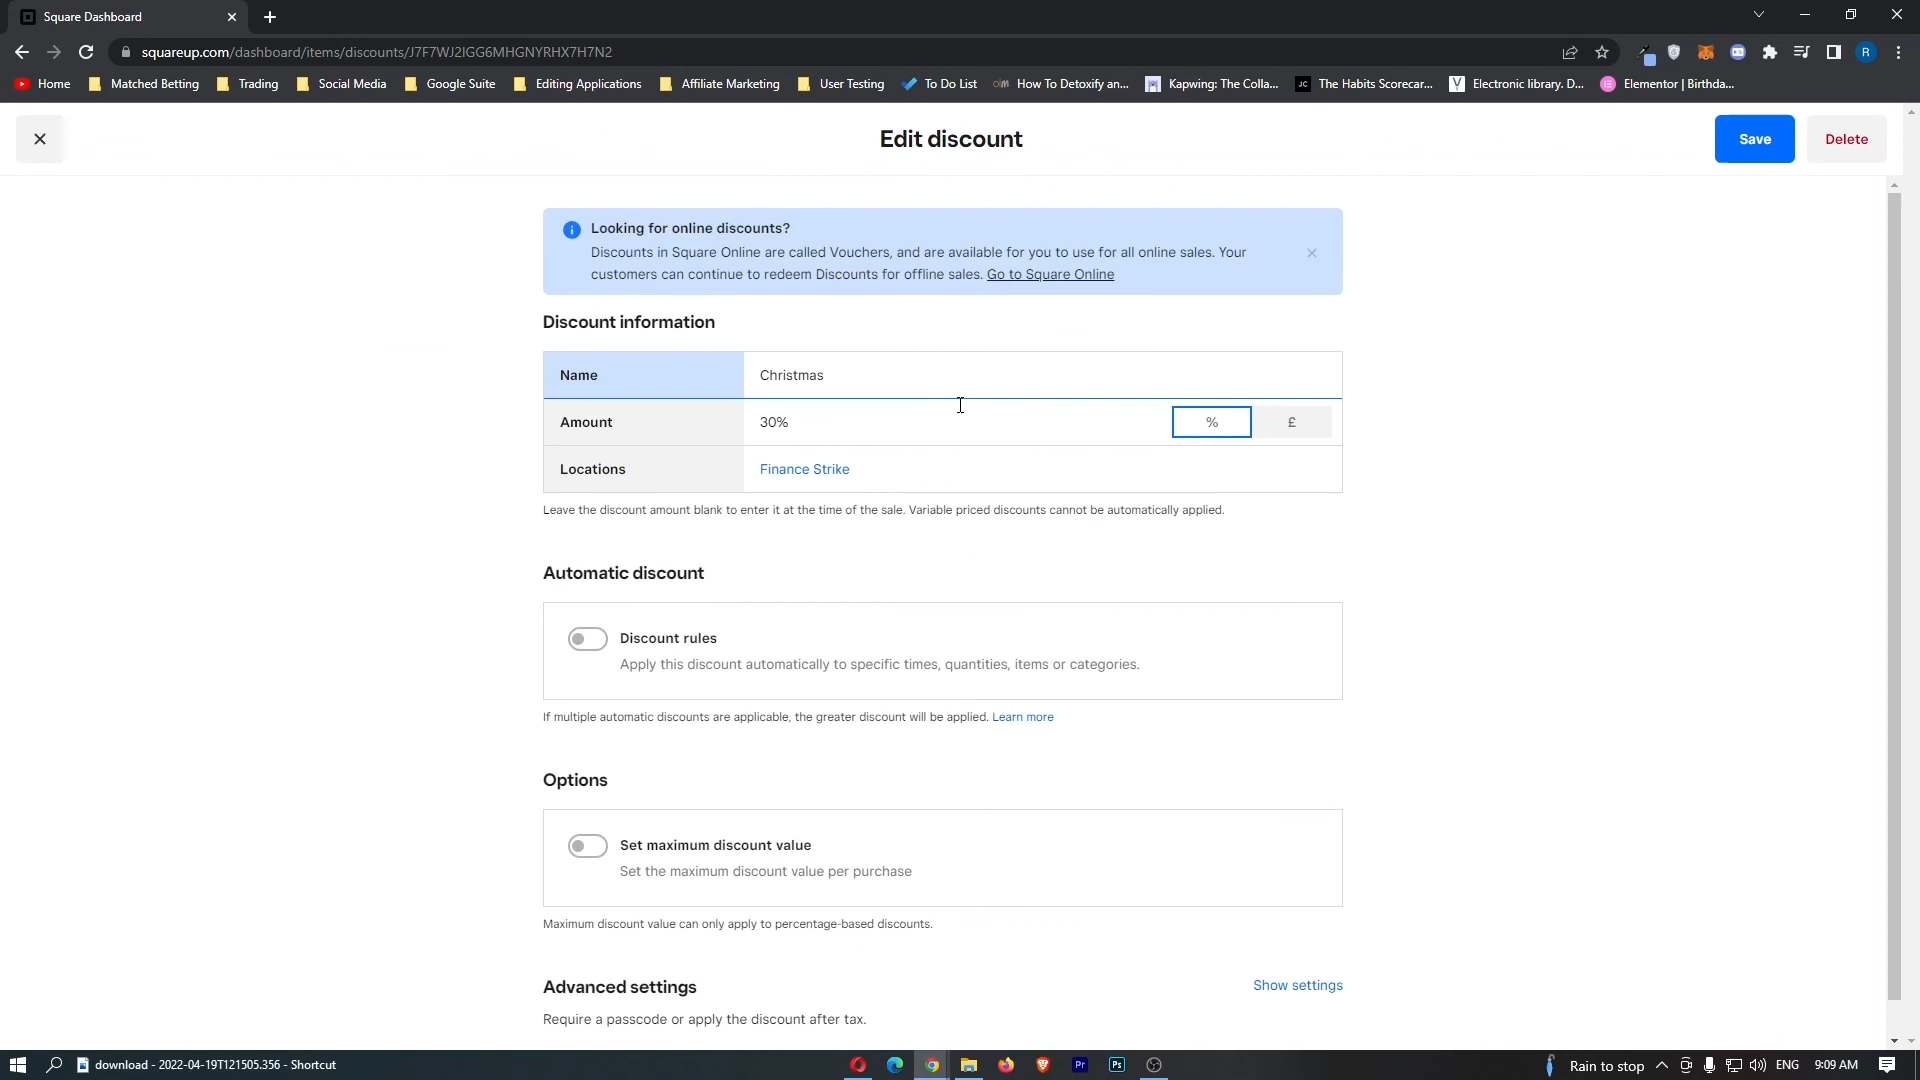 Square Dashboard
squareup.com/dashboard/items/discounts/J7F7WJ2IGG6MHGNYRHX7H7N2
R
Home
Matched Betting
Trading
Social Media
Google Suite
Editing Applications
Affiliate Marketing
User Testing
To Do List
How To Detoxify an...
Kapwing: The Colla...
The Habits Scorecar...
Electronic library. D...
Elementor | Birthda...
Edit discount
Save
Delete
Looking for online discounts?
Discounts in Square Online are called Vouchers, and are available for you to use for all online sales. Your
customers can continue to redeem Discounts for offline sales. Go to Square Online
Discount information
Name
Christmas
Amount
30%
%
£
Locations
Finance Strike
Leave the discount amount blank to enter it at the time of the sale. Variable priced discounts cannot be automatically applied.
Automatic discount
Discount rules
Apply this discount automatically to specific times, quantities, items or categories.
If multiple automatic discounts are applicable, the greater discount will be applied. Learn more
Options
Set maximum discount value
Set the maximum discount value per purchase
Maximum discount value can only apply to percentage-based discounts.
Advanced settings
Show settings
Require a passcode or apply the discount after tax.
download - 2022-04-19T121505.356 - Shortcut
Pr
Ps
Rain to stop
ENG
9:09 AM